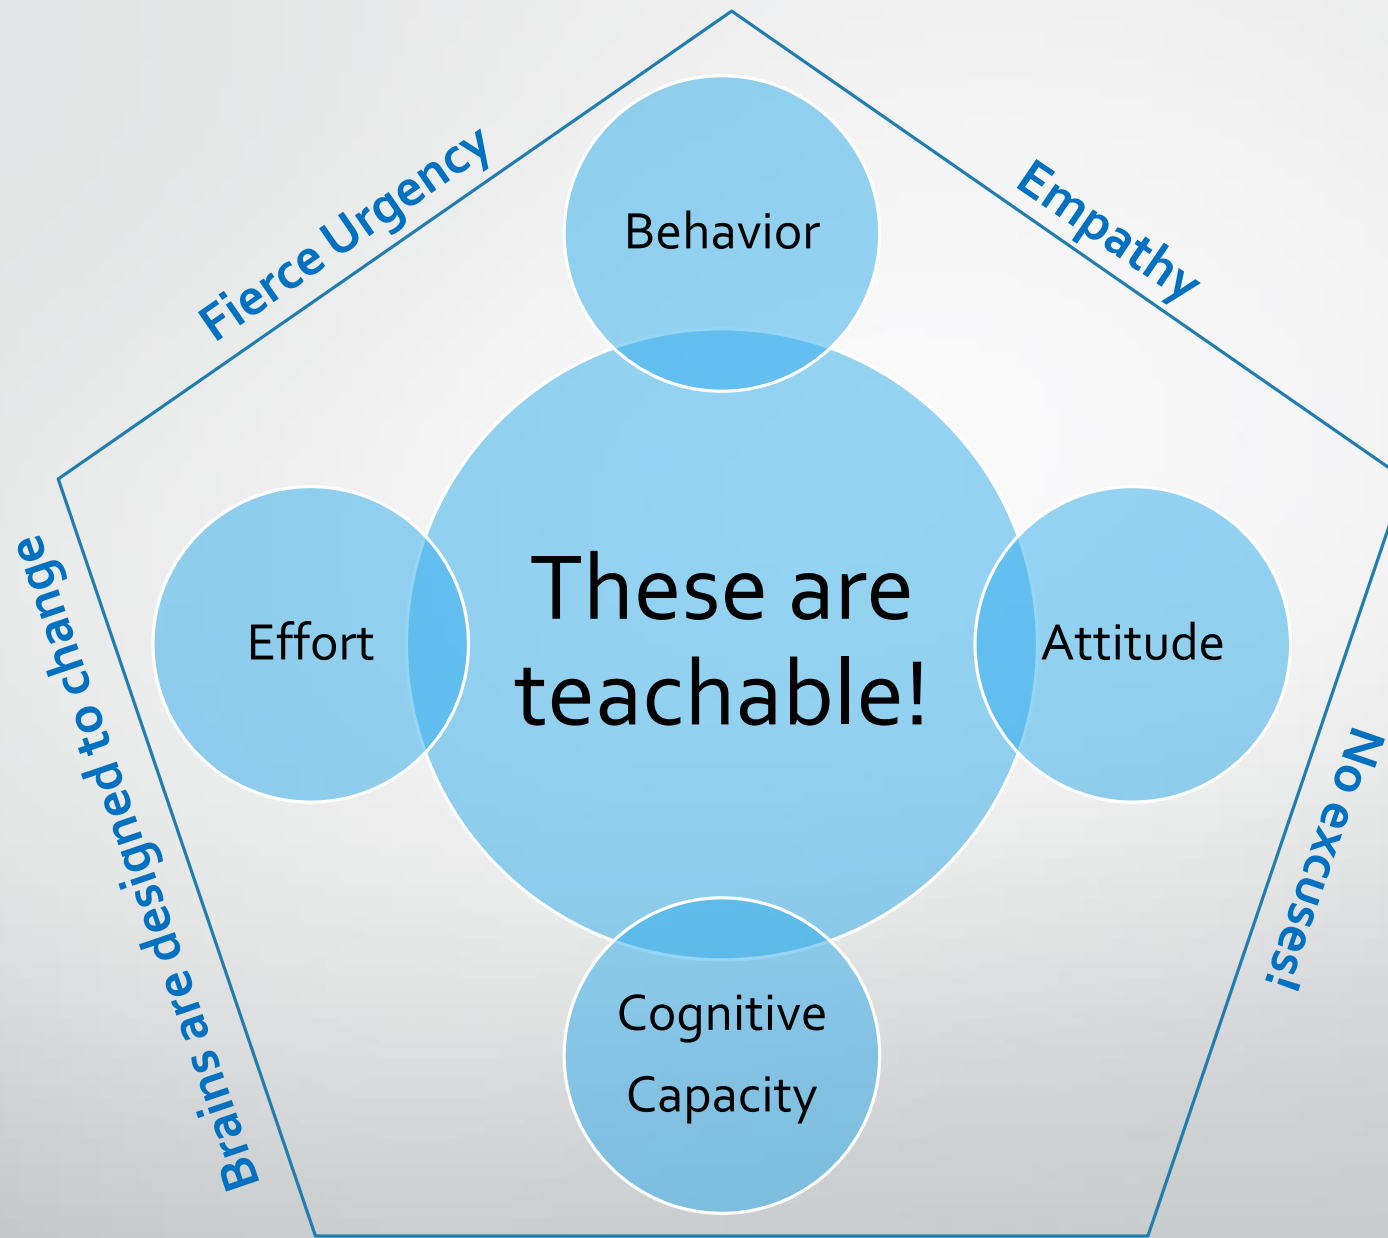 Fierce Urgency
Empathy
Behavior
Effort
These are
teachable!
Attitude
Brains are designed to change
No excuses!
Cognitive
Capacity